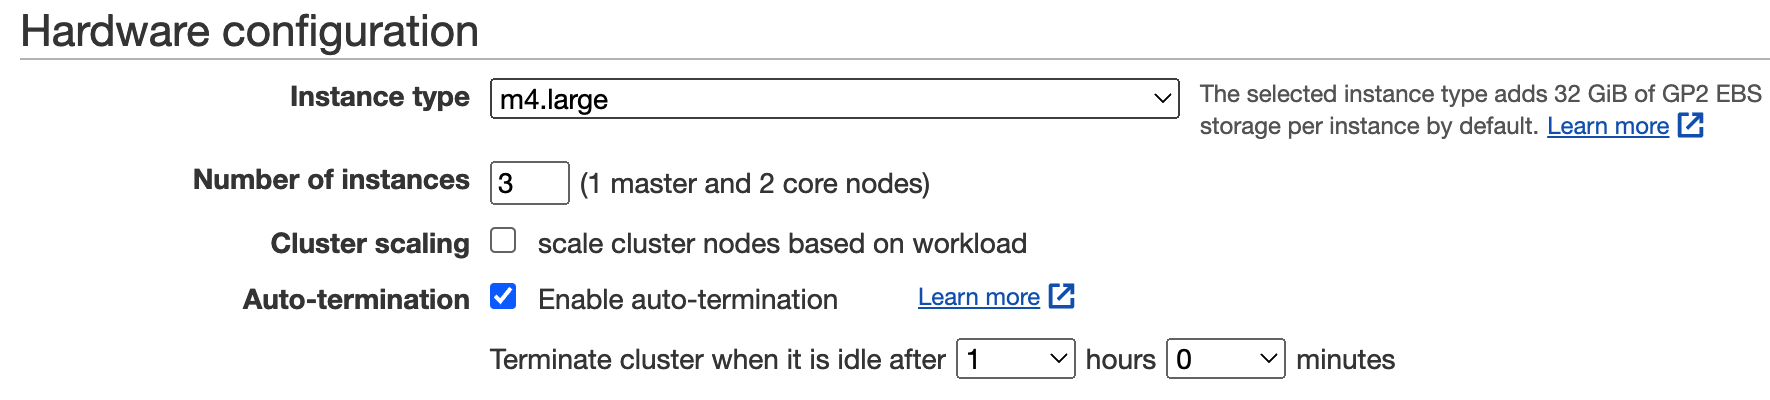 Hardware configuration
Instance type m4.large The selected instance type adds 32 GiB of GP2 EBS
storage per instance by default. Learn more
Number of instances 3 (1 master and 2 core nodes)
Cluster scaling scale cluster nodes based on workload
Auto-termination Enable auto-termination Learn more
Terminate cluster when it is idle after 1 hours 0 minutes